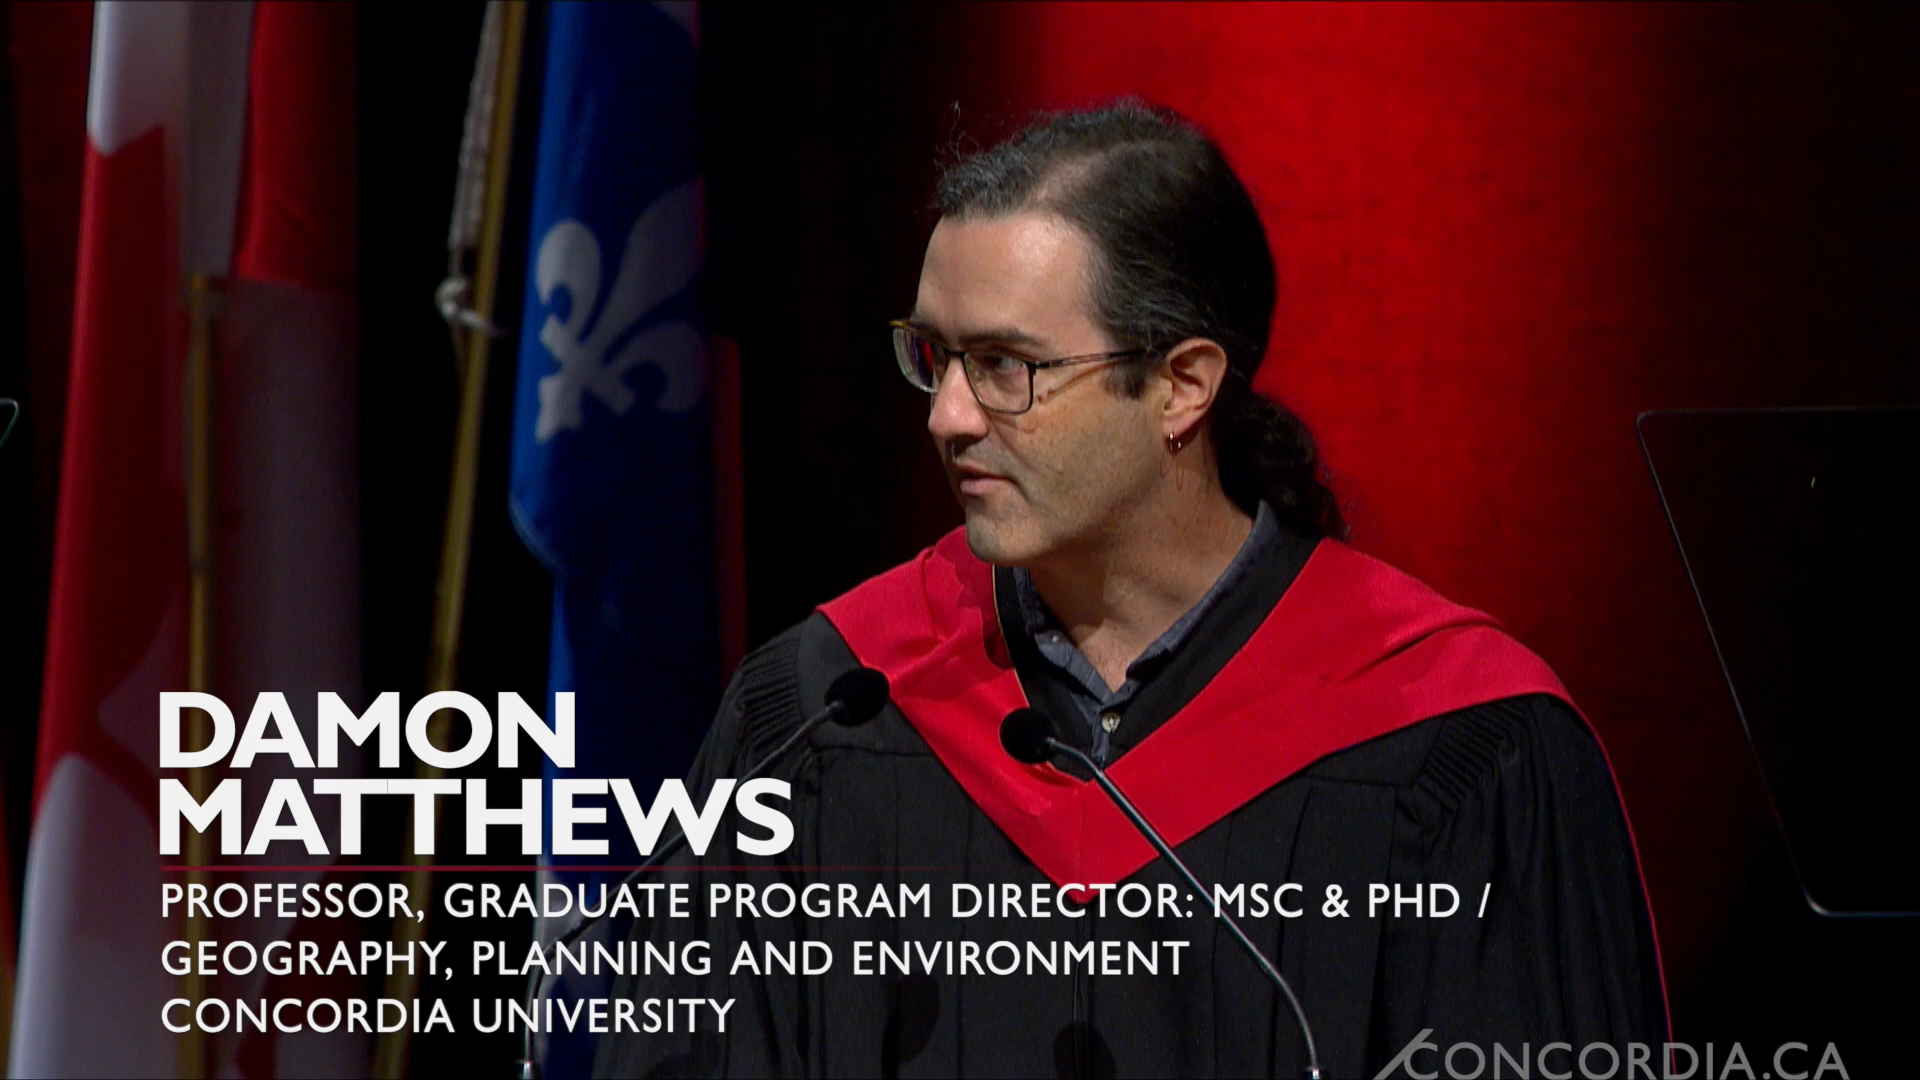 DAMON
MATTHEWS
PROFESSOR, GRADUATE PROGRAM DIRECTOR: MSC & PHD /
GEOGRAPHY, PLANNING AND ENVIRONMENT
CONCORDIA UNIVERSITY
CONCORDIA.CA